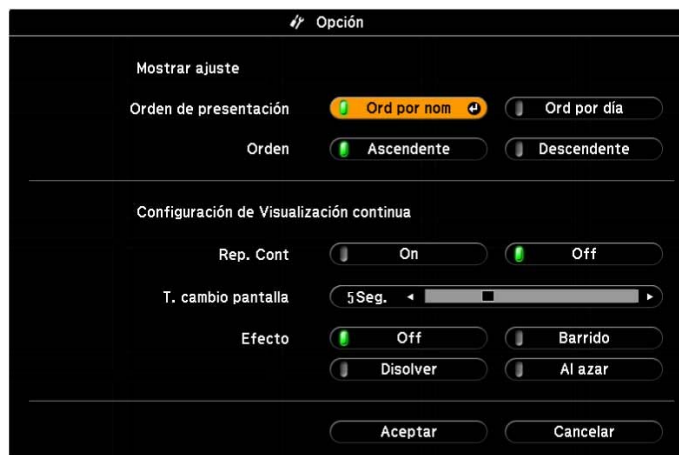 Opción
Mostrar ajuste
Orden de presentación Ord por nom Ord por día
Orden Ascendente Descendente
Configuración de Visualización continua
Rep. Cont On Off
T. cambio pantalla 5Seg.
Efecto Off Barrido
Disolver Al azar
Aceptar Cancelar